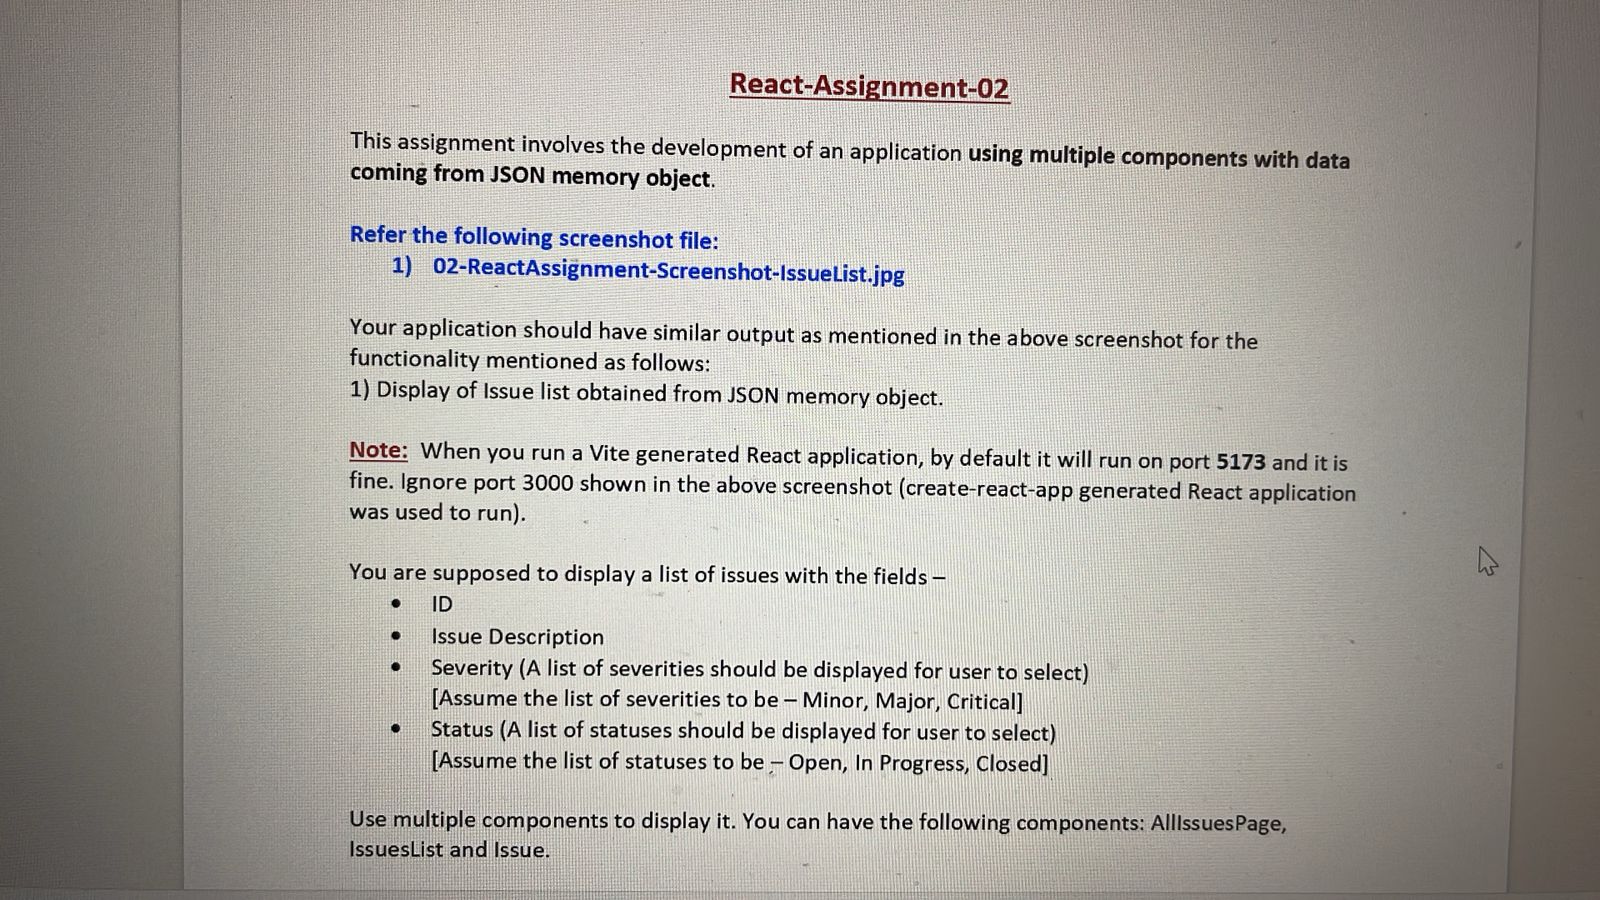 React-Assignment-02
This assignment involves the development of an application using multiple components with data
coming from JSON memory object.
Refer the following screenshot file:
1) 02-ReactAssignment-Screenshot-IssueList.jpg
Your application should have similar output as mentioned in the above screenshot for the
functionality mentioned as follows:
1) Display of Issue list obtained from JSON memory object.
Note: When you run a Vite generated React application, by default it will run on port 5173 and it is
fine. Ignore port 3000 shown in the above screenshot (create-react-app generated React application
was used to run).
You are supposed to display a list of issues with the fields –
• ID
• Issue Description
• Severity (A list of severities should be displayed for user to select)
[Assume the list of severities to be – Minor, Major, Critical]
• Status (A list of statuses should be displayed for user to select)
[Assume the list of statuses to be – Open, In Progress, Closed]
Use multiple components to display it. You can have the following components: AllIssuesPage,
IssuesList and Issue.